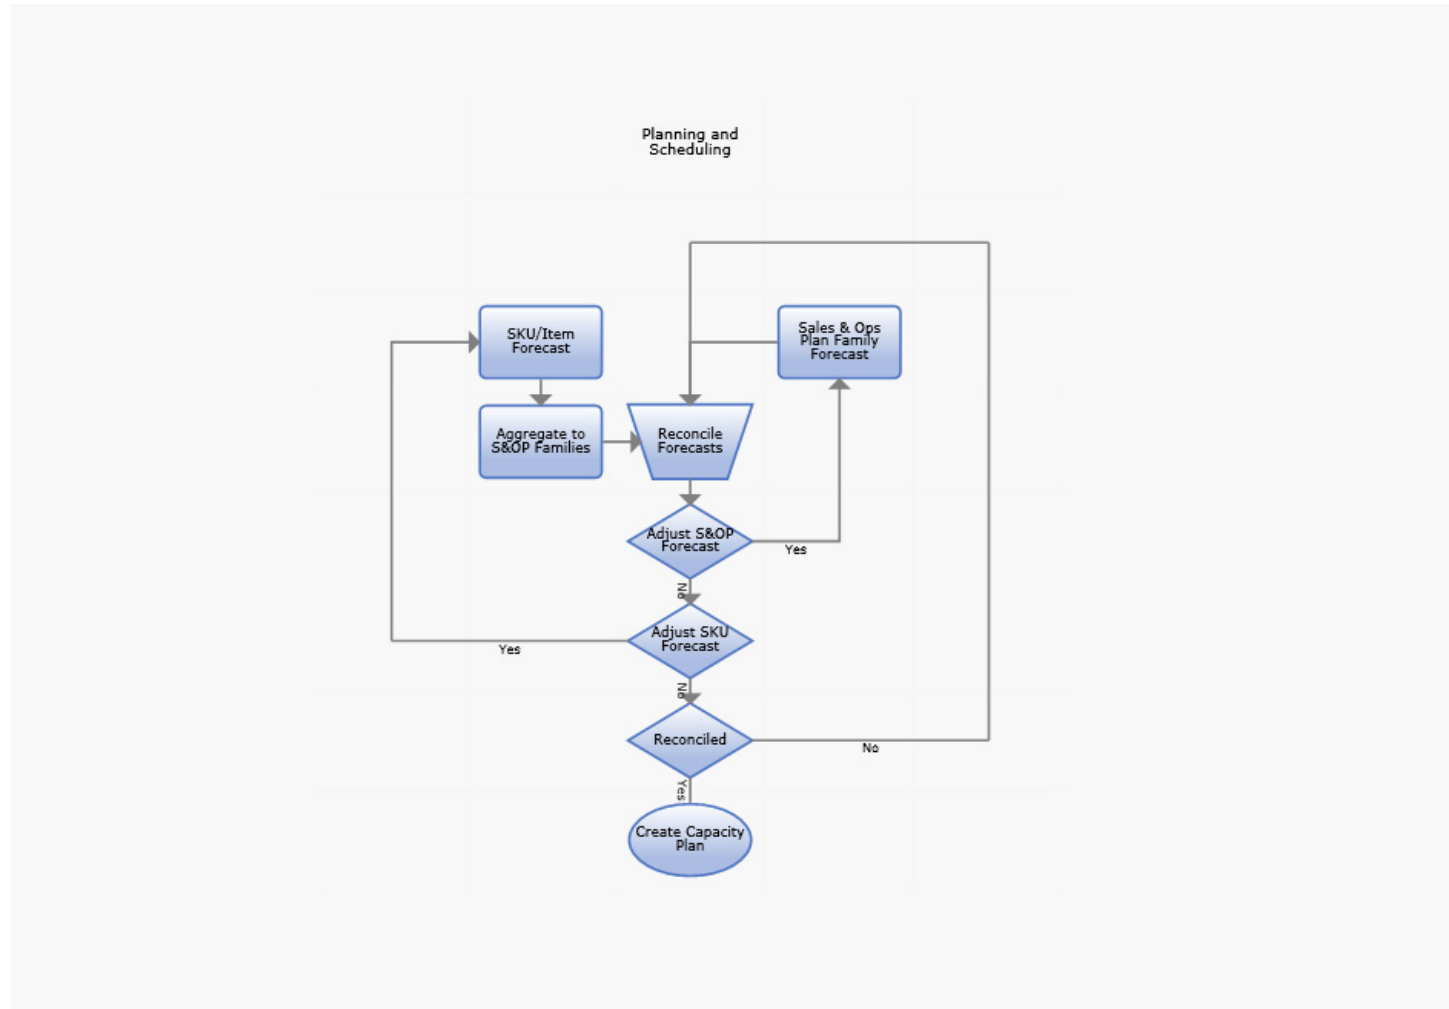 Planning and
Scheduling
SKU/Item
Forecast
Sales & Ops
Plan Family
Forecast
Aggregate to
S&OP Families
Reconcile
Forecasts
Adjust S&OP
Forecast
Yes
No
Adjust SKU
Forecast
Yes
No
Reconciled
No
Yes
Create Capacity
Plan